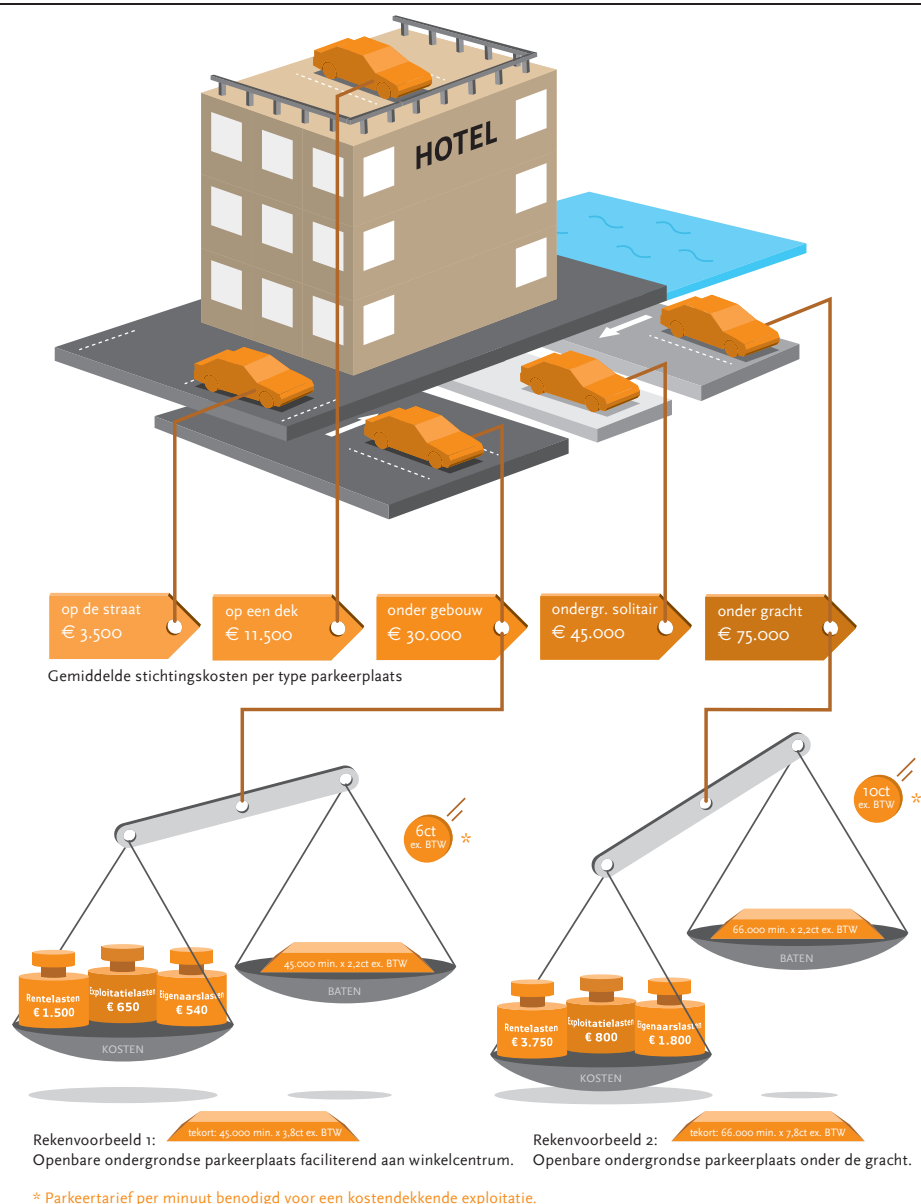 HOTEL
op de straat
€ 3.500
op een dek
€ 11.500
onder gebouw
€ 30.000
ondergr. solitair
€ 45.000
onder gracht
€ 75.000
Gemiddelde stichtingskosten per type parkeerplaats
6ct
ex. BTW
*
10ct
ex. BTW
*
Rentelasten
€ 1.500
Exploitatielasten
€ 650
Eigenaarslasten
€ 540
KOSTEN
45.000 min. x 2,2ct ex. BTW
BATEN
Rentelasten
€ 3.750
Exploitatielasten
€ 800
Eigenaarslasten
€ 1.800
KOSTEN
66.000 min. x 2,2ct ex. BTW
BATEN
Rekenvoorbeeld 1:
tekort: 45.000 min. x 3,8ct ex. BTW
Openbare ondergrondse parkeerplaats faciliterend aan winkelcentrum.
Rekenvoorbeeld 2:
tekort: 66.000 min. x 7,8ct ex. BTW
Openbare ondergrondse parkeerplaats onder de gracht.
* Parkeertarief per minuut benodigd voor een kostendekkende exploitatie.